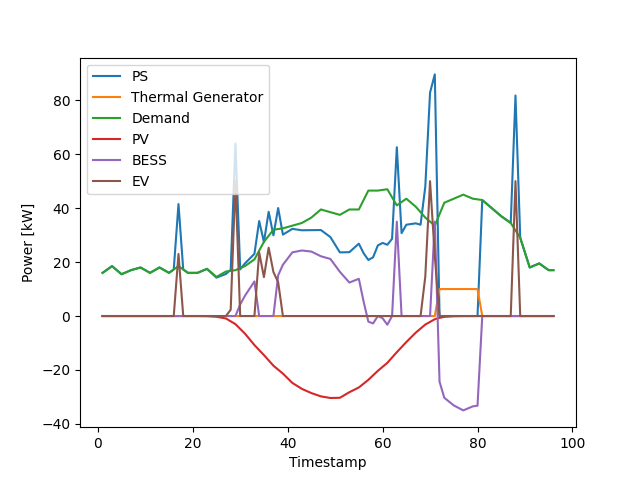 PS
Thermal Generator
Demand
PV
BESS
EV
Power [kW]
80
60
40
20
0
−20
−40
0 20 40 60 80 100
Timestamp